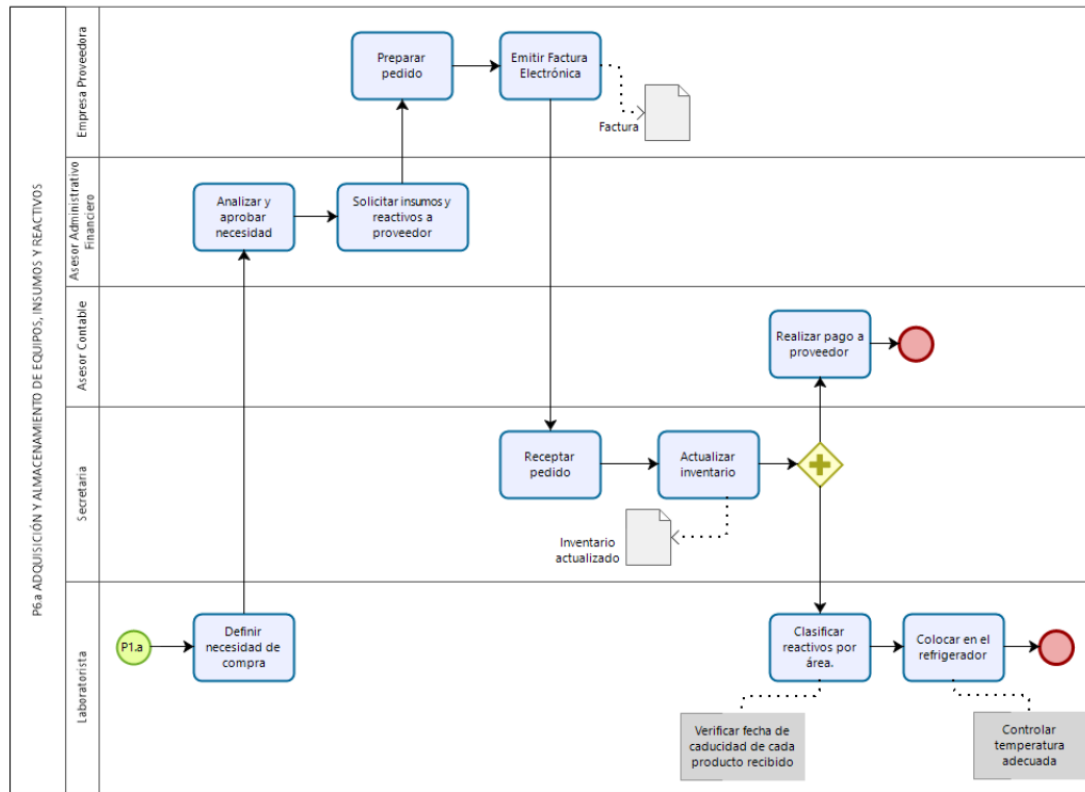 P6a ADQUISICIÓN Y ALMACENAMIENTO DE EQUIPOS, INSUMOS Y REACTIVOS
Empresa Proveedora
Preparar
pedido
Emitir Factura
Electrónica
Factura
Asesor Administrativo
Financiero
Analizar y
aprobar
necesidad
Solicitar insumos y
reactivos a
proveedor
Asesor Contable
Realizar pago a
proveedor
Secretaria
Receptar
pedido
Actualizar
inventario
Inventario
actualizado
Laboratorista
P1.a
Definir
necesidad de
compra
Clasificar
reactivos por
área.
Colocar en el
refrigerador
Verificar fecha de
caducidad de cada
producto recibido
Controlar
temperatura
adecuada